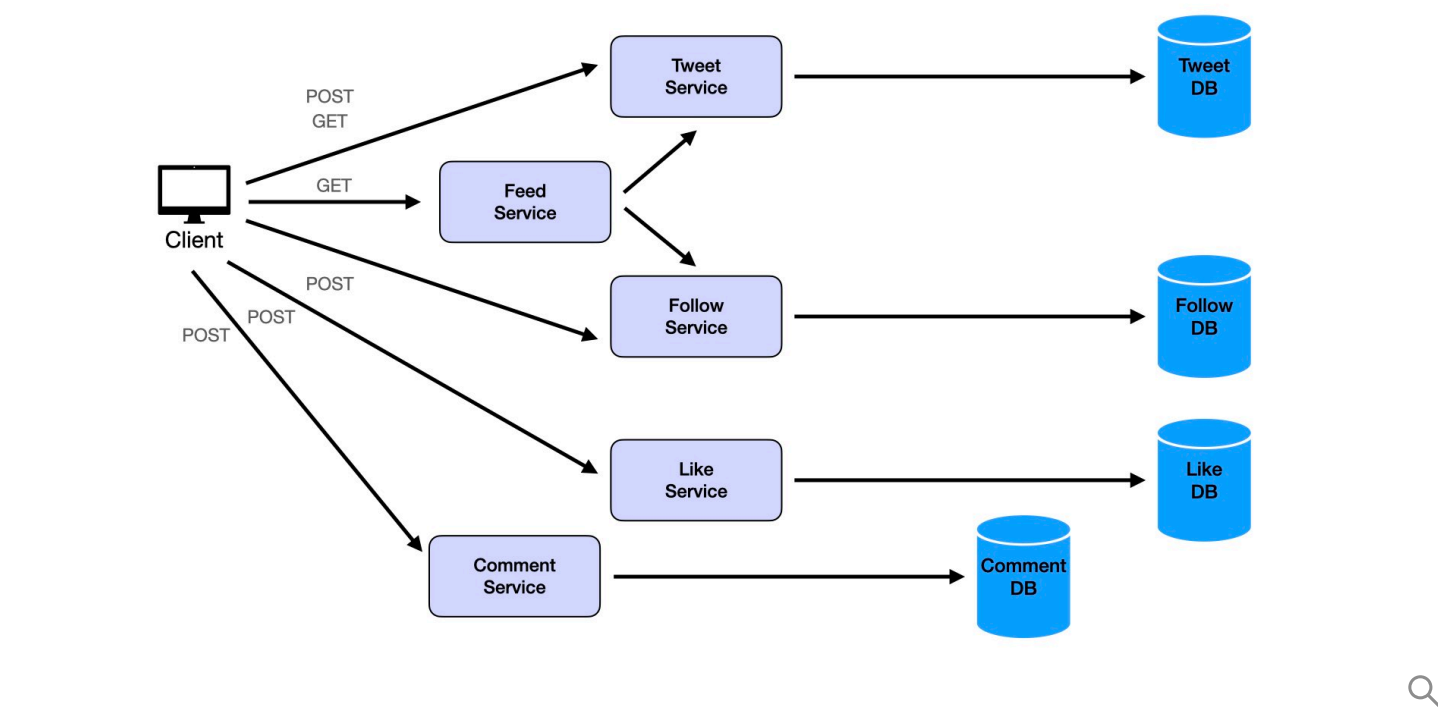 Tweet
Service
Tweet
DB
POST
GET
GET
Feed
Service
Client
POST
Follow
Service
Follow
DB
POST
POST
Like
Service
Like
DB
Comment
Service
Comment
DB